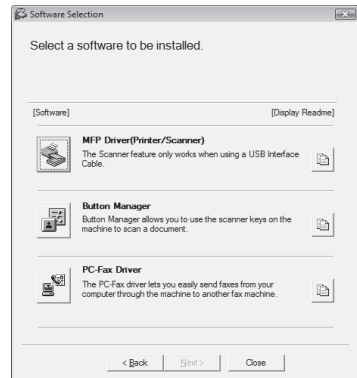 Software Selection
Select a software to be installed.
[Software] [Display Readme]
MFP Driver(Printer/Scanner)
The Scanner feature only works when using a USB Interface
Cable.
Button Manager
Button Manager allows you to use the scanner keys on the
machine to scan a document.
PC-Fax Driver
The PC-Fax driver lets you easily send faxes from your
computer through the machine to another fax machine.
< Back Next > Close